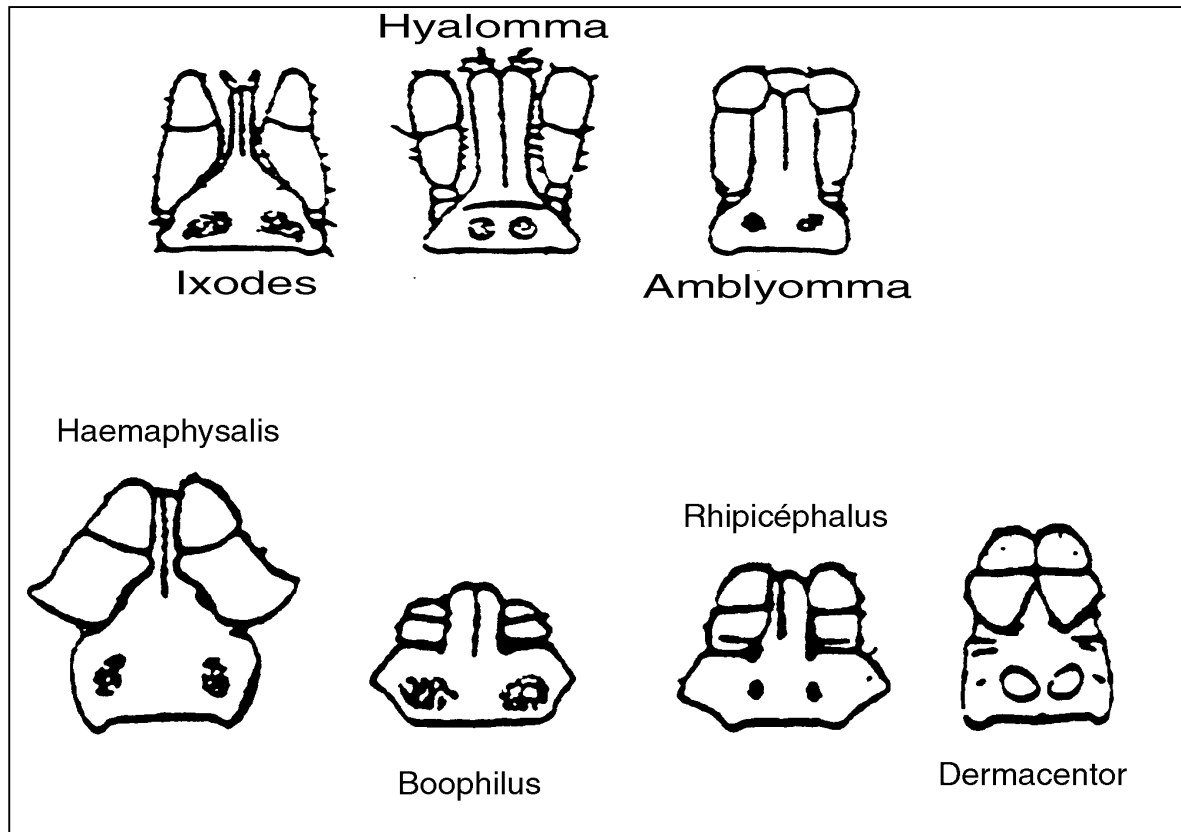 Hyalomma
Ixodes
Amblyomma
Haemaphysalis
Rhipicéphalus
Boophilus
Dermacentor